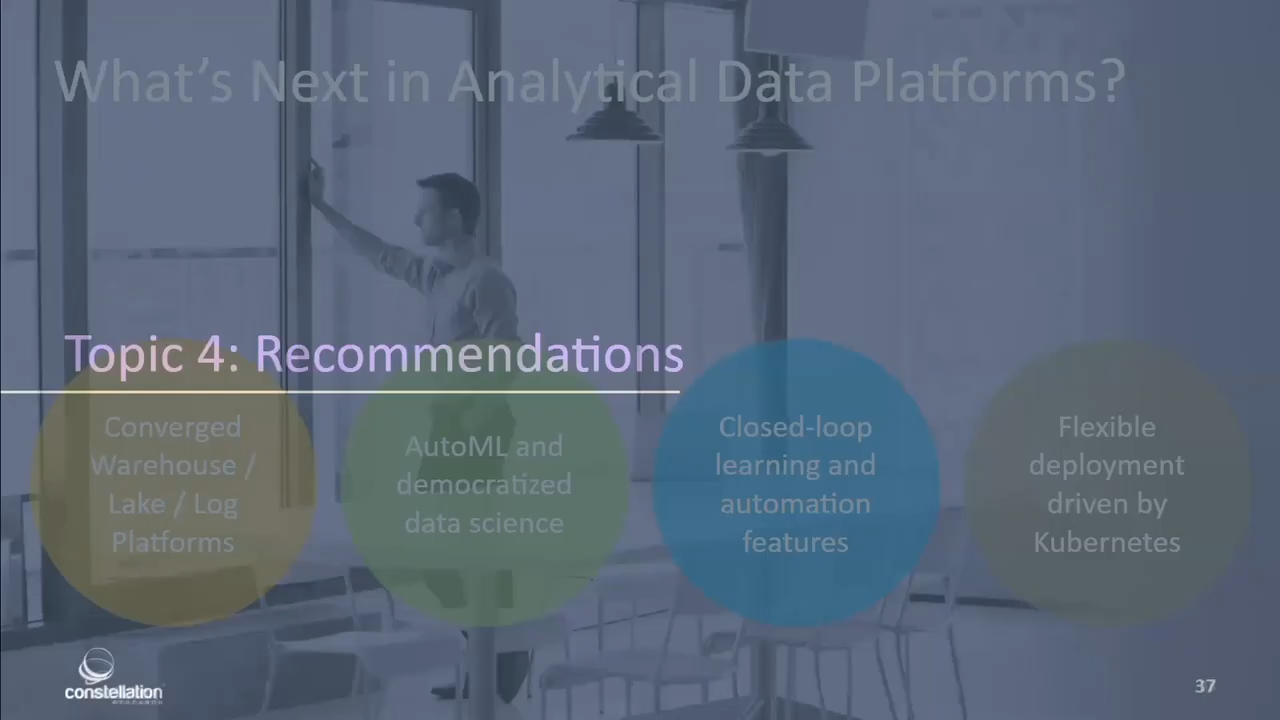 What's Next in Analytical Data Platforms?
Topic 4: Recommendations
Converged
Warehouse /
Lake / Log
Platforms
AutoML and
democratized
data science
Closed-loop
learning and
automation
features
Flexible
deployment
driven by
Kubernetes
constellation
37